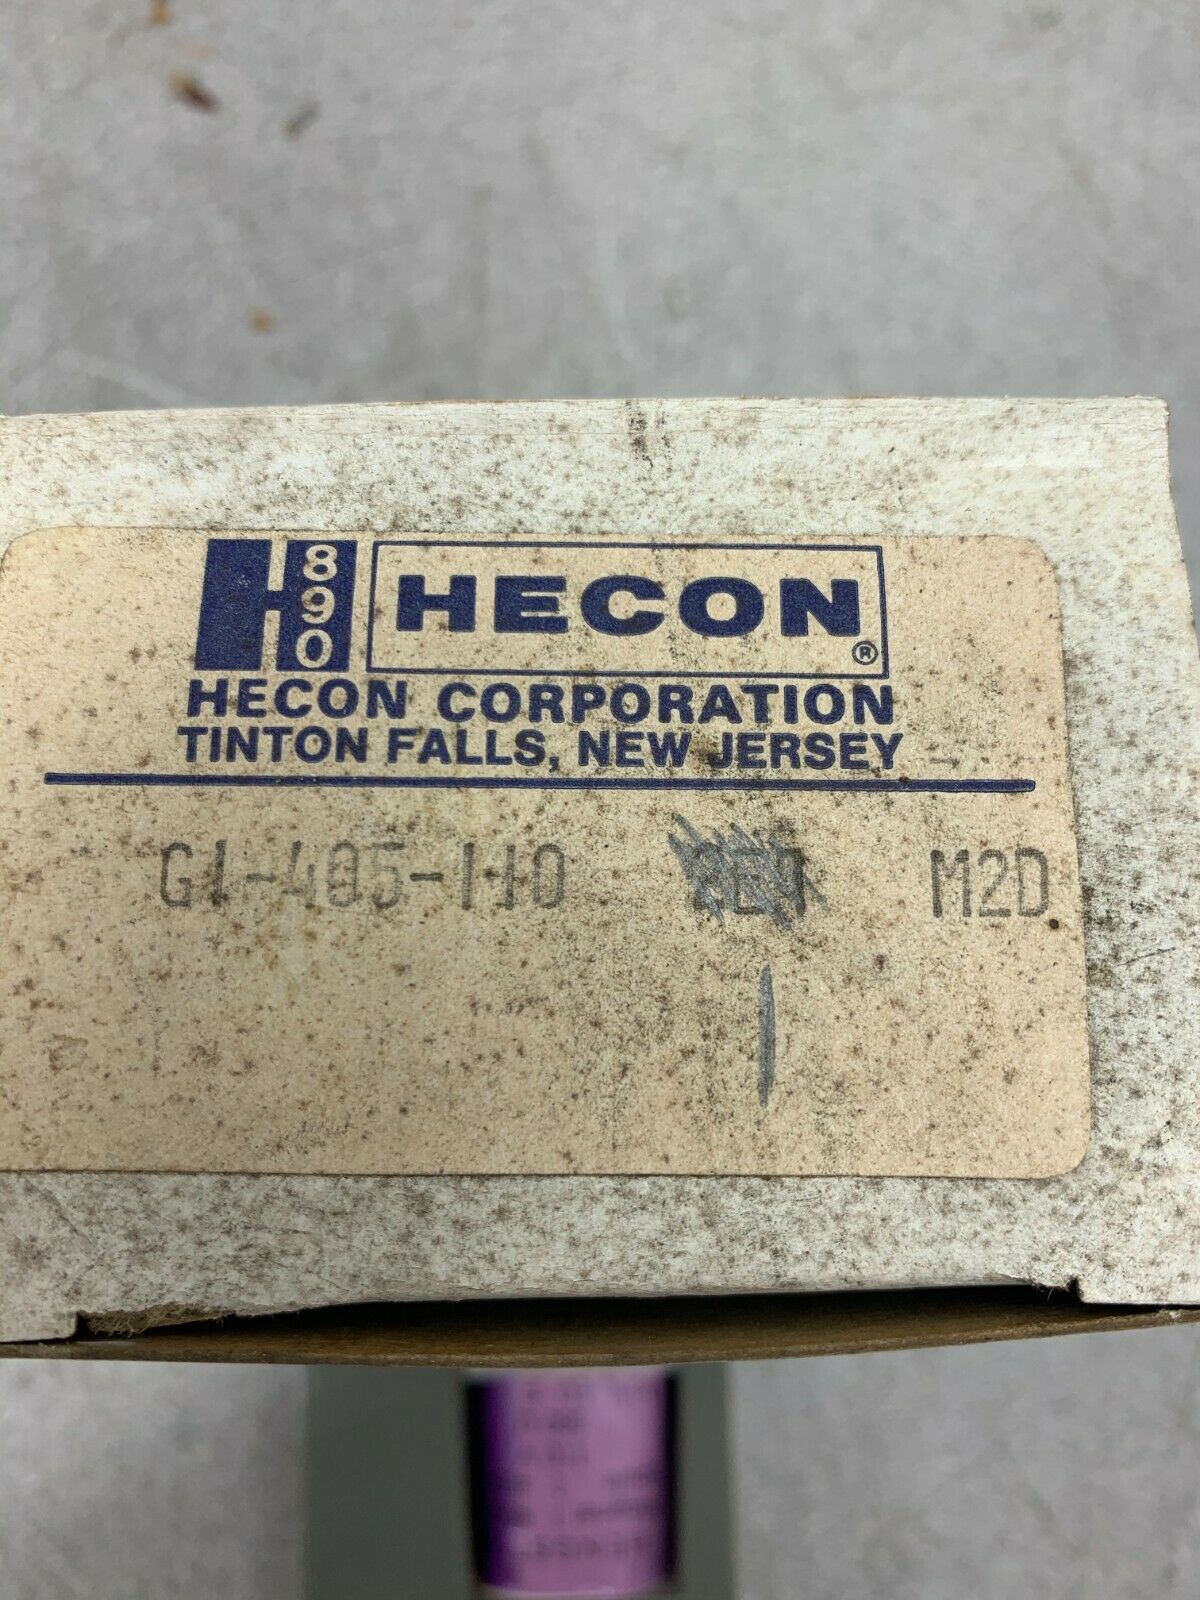 H 890 HECON ®
HECON CORPORATION
TINTON FALLS, NEW JERSEY
G1-405-110 M2D